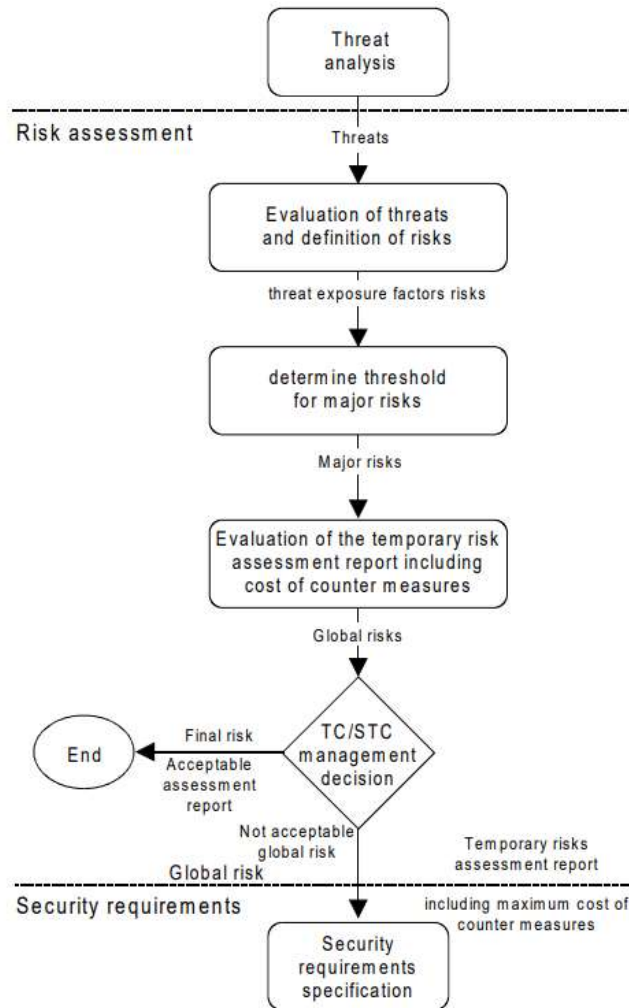 Threat
analysis
Risk assessment
Threats
Evaluation of threats
and definition of risks
threat exposure factors risks
determine threshold
for major risks
Major risks
Evaluation of the temporary risk
assessment report including
cost of counter measures
Global risks
TC/STC
management
decision
Final risk
Acceptable
assessment
report
End
Not acceptable
global risk
Global risk
Temporary risks
assessment report
Security requirements
including maximum cost of
counter measures
Security
requirements
specification